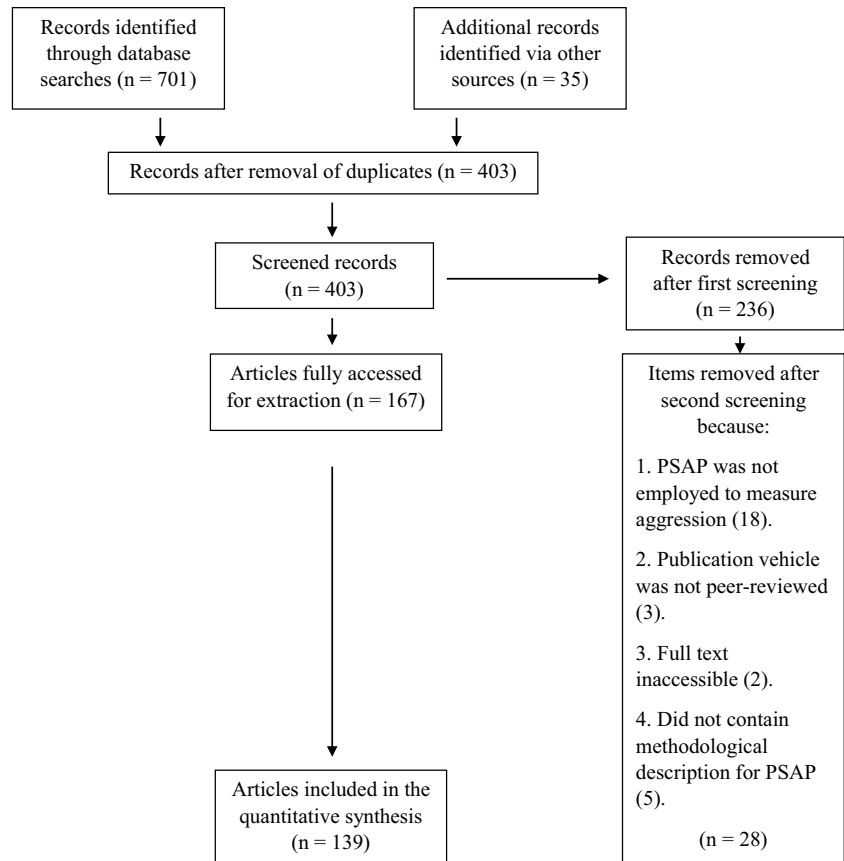 Records identified
through database
searches (n = 701)
Additional records
identified via other
sources (n = 35)
Records after removal of duplicates (n = 403)
Screened records
(n = 403)
Records removed
after first screening
(n = 236)
Articles fully accessed
for extraction (n = 167)
Items removed after
second screening
because:
1. PSAP was not
employed to measure
aggression (18).
2. Publication vehicle
was not peer-reviewed
(3).
3. Full text
inaccessible (2).
4. Did not contain
methodological
description for PSAP
(5).
(n = 28)
Articles included in the
quantitative synthesis
(n = 139)